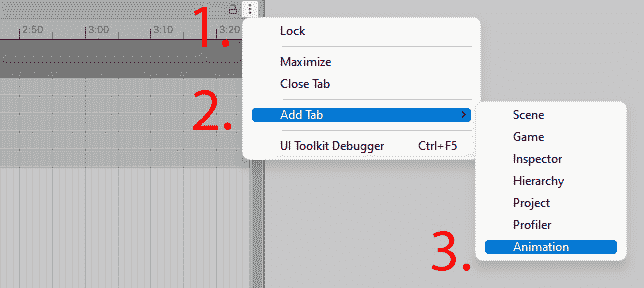 1.
2:50 3:00 3:10 3:20
Lock
Maximize
Close Tab
2.
Add Tab
UI Toolkit Debugger Ctrl+F5
Scene
Game
Inspector
Hierarchy
Project
Profiler
3.
Animation